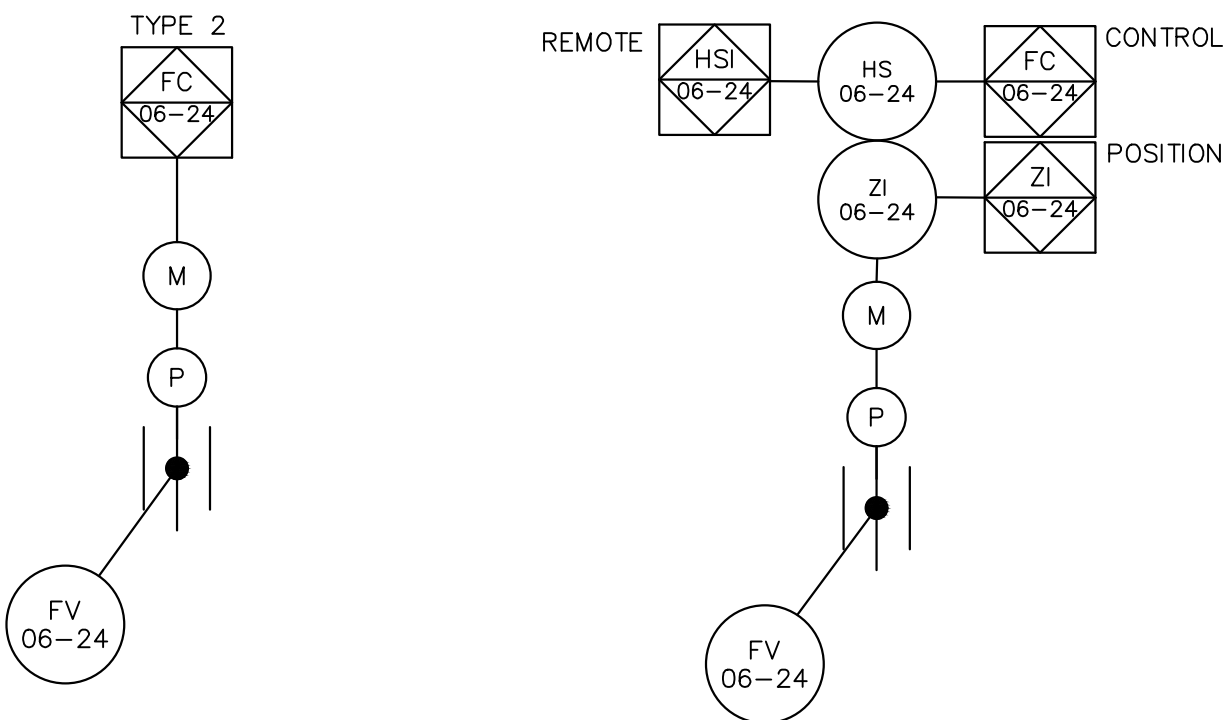 TYPE 2
FC
06-24
M
P
FV
06-24
REMOTE
HSI
06-24
HS
06-24
FC
06-24
CONTROL
ZI
06-24
ZI
06-24
POSITION
M
P
FV
06-24